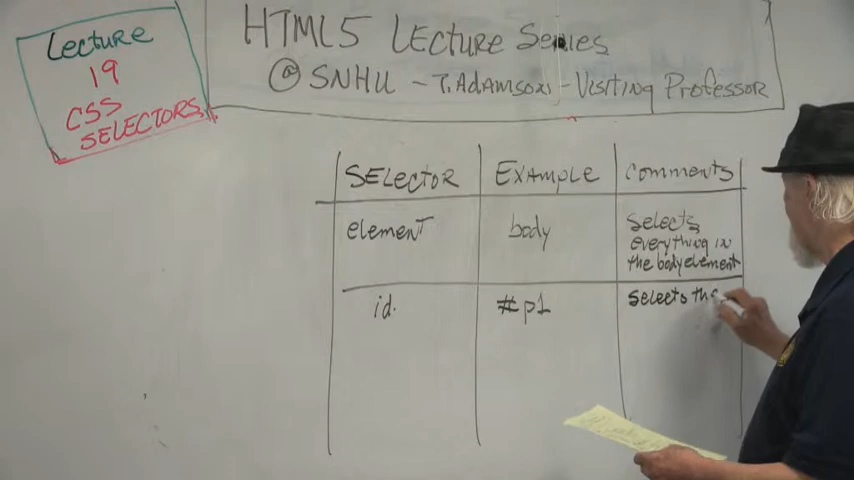 Lecture
19
CSS
SELECTORS
HTML5 Lecture Series
@ SNHU - T. ADAMSON - Visiting Professor
SELector
Example
Comments
element
body
Selects
everything in
the body element
id
#p1
Selects the